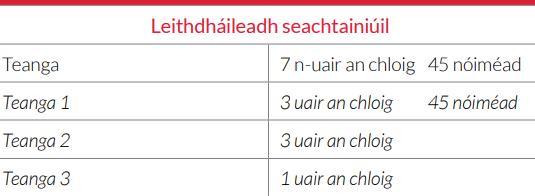 Leithdháileadh seachtainiúil
Teanga 7 n-uair an chloig 45 nóiméad
Teanga 1 3 uair an chloig 45 nóiméad
Teanga 2 3 uair an chloig
Teanga 3 1 uair an chloig